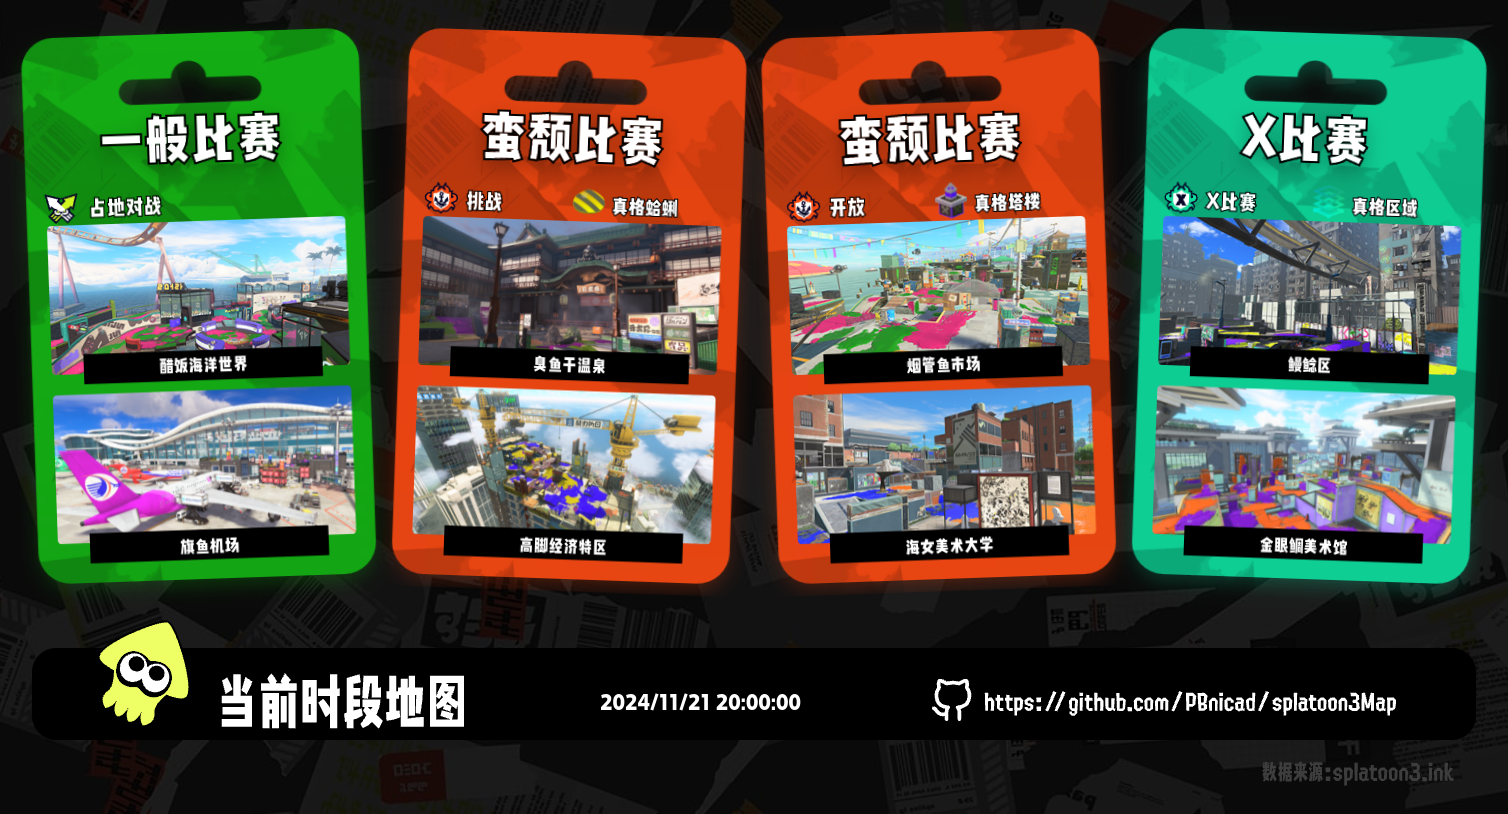 一般比赛
占地对战
醋饭海洋世界
旗鱼机场
蛮颓比赛
挑战
真格蛤蜊
臭鱼干温泉
高脚经济特区
蛮颓比赛
开放
真格塔楼
烟管鱼市场
海女美术大学
X比赛
X比赛
真格区域
鳗鲶区
金眼鲷美术馆
当前时段地图
2024/11/21 20:00:00
https://github.com/PBnicad/splatoon3Map
数据来源:splatoon3.ink